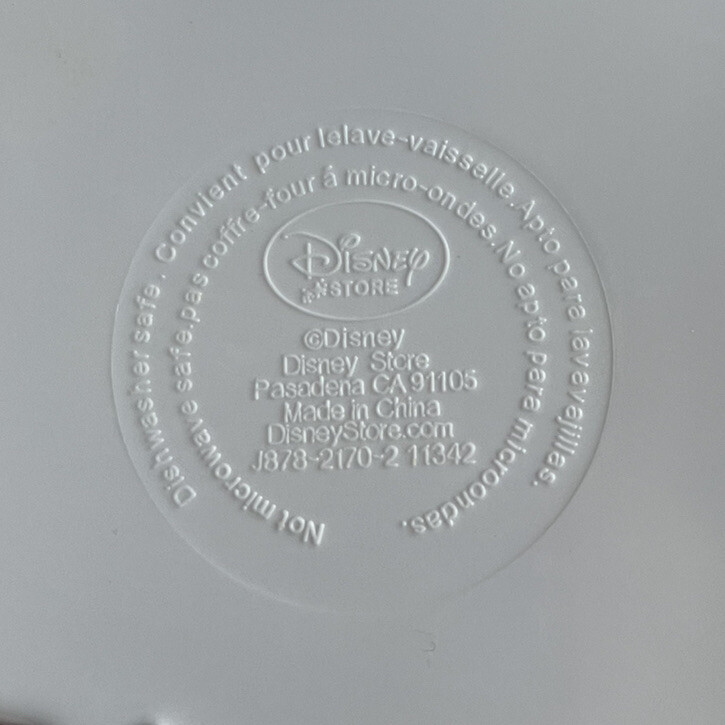 Dishwasher safe. Convient pour lelave-vaisselle.Apto para lavavajillas.
Not microwave safe.pas coffre-four á micro-ondes.No apto para microondas.
Disney
STORE
©Disney
Disney Store
Pasadena CA 91105
Made in China
DisneyStore.com
J878-2170-2 11342